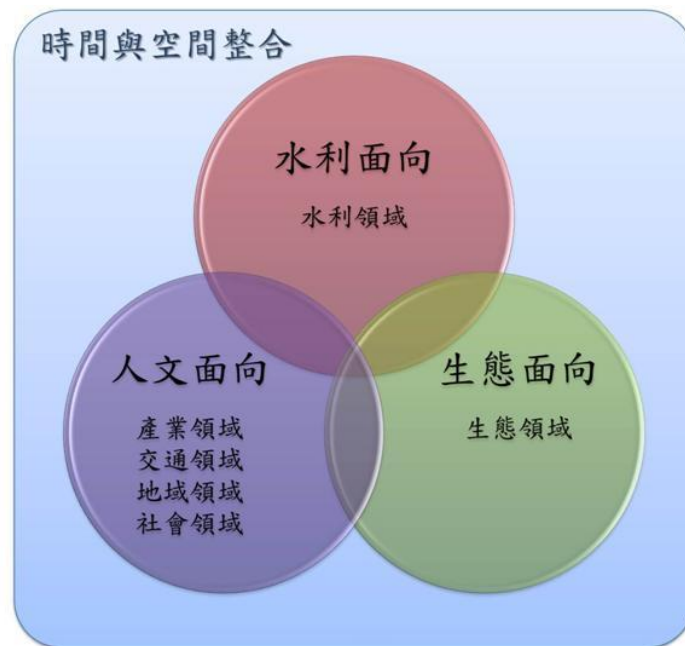 時間與空間整合
水利面向
水利領域
人文面向
產業領域
交通領域
地域領域
社會領域
生態面向
生態領域